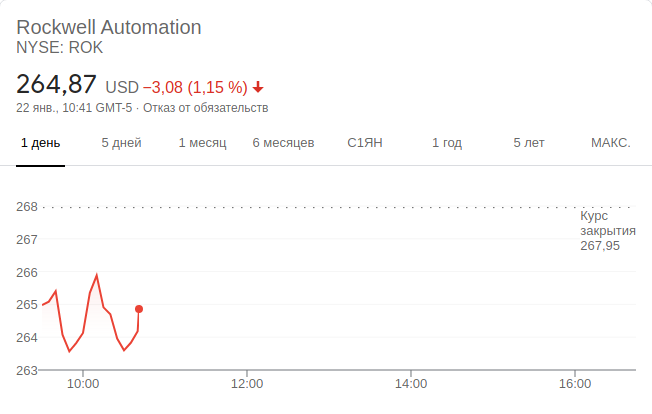 Rockwell Automation
NYSE: ROK
264,87 USD −3,08 (1,15 %)
22 янв., 10:41 GMT-5 · Отказ от обязательств
1 день 5 дней 1 месяц 6 месяцев С1ЯН 1 год 5 лет МАКС.
268
Курс
закрытия
267,95
267
266
265
264
263
10:00 12:00 14:00 16:00